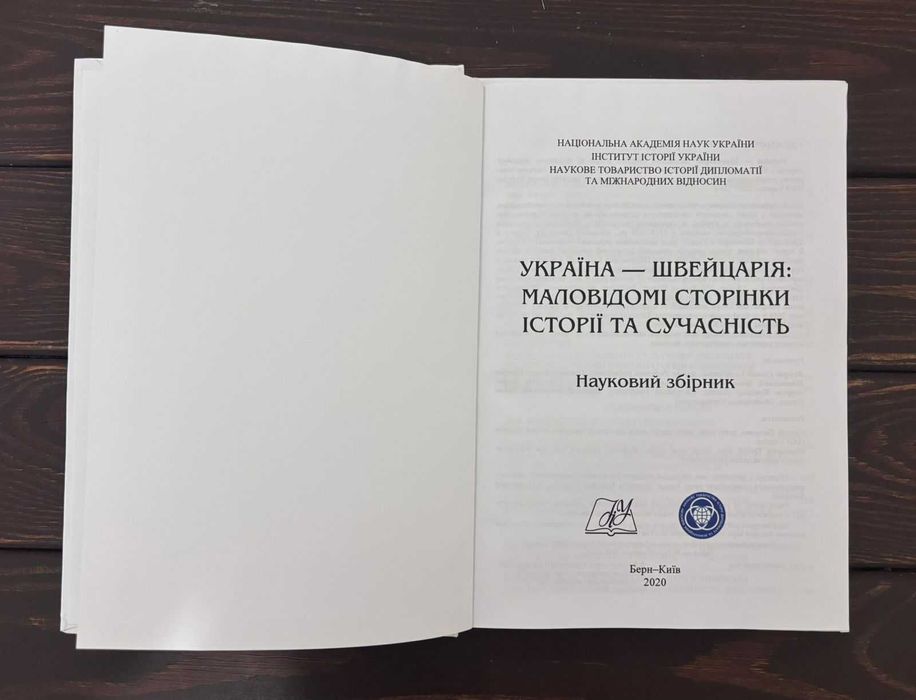 НАЦІОНАЛЬНА АКАДЕМІЯ НАУК УКРАЇНИ
ІНСТИТУТ ІСТОРІЇ УКРАЇНИ
НАУКОВЕ ТОВАРИСТВО ІСТОРІЇ ДИПЛОМАТІЇ
ТА МІЖНАРОДНИХ ВІДНОСИН
УКРАЇНА — ШВЕЙЦАРІЯ:
МАЛОВІДОМІ СТОРІНКИ
ІСТОРІЇ ТА СУЧАСНІСТЬ
Науковий збірник
Берн–Київ
2020